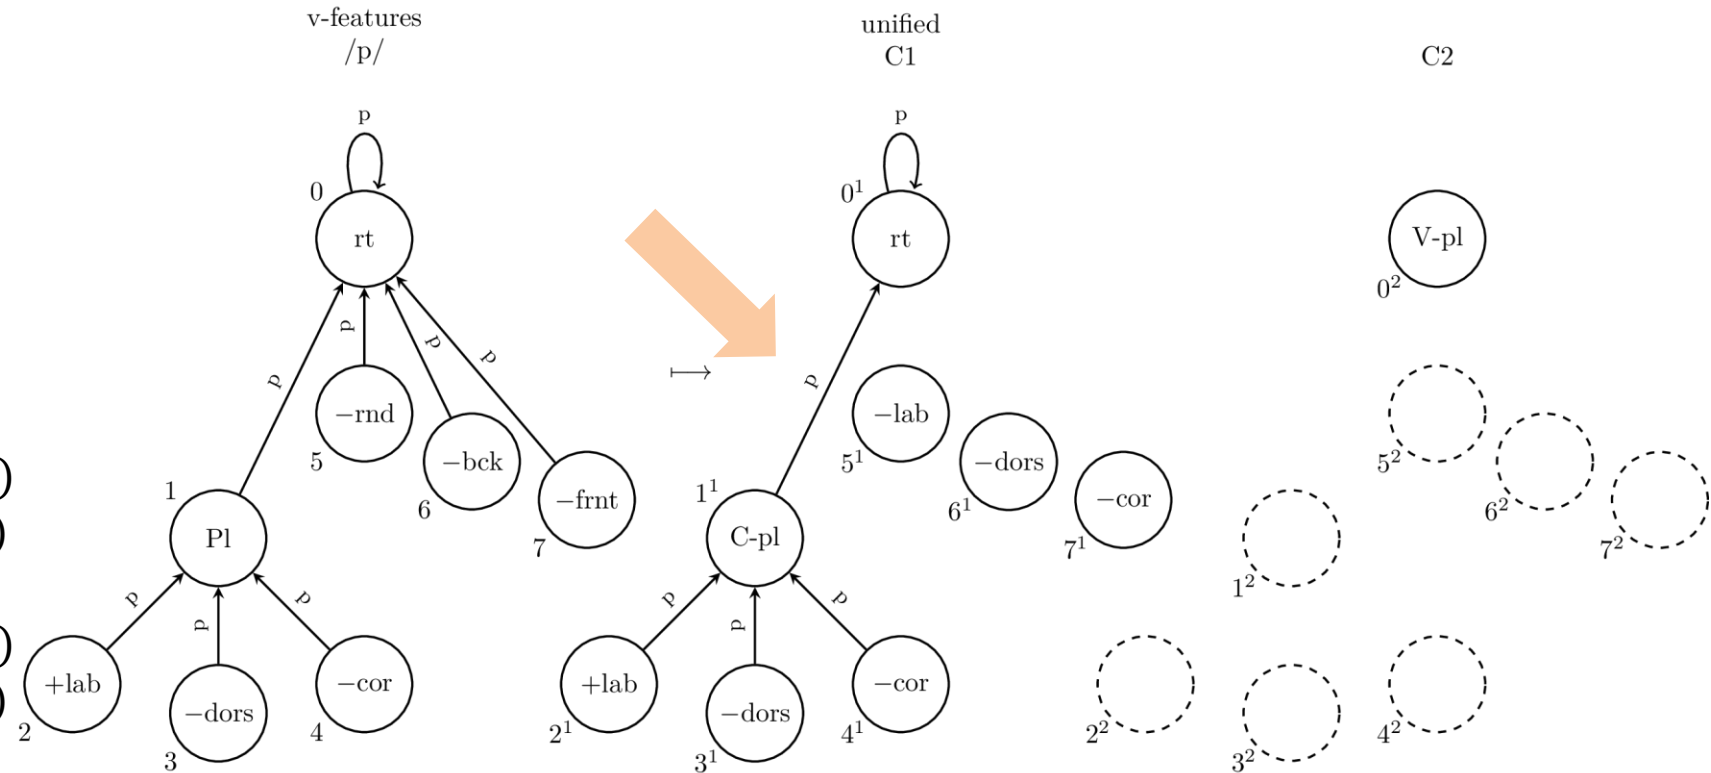 v-features
/p/
unified
C1
C2
p
p
0
rt
0¹
rt
V-pl
0²
p
p
p
p
↦
p
−rnd
5
−bck
6
−frnt
7
−lab
5¹
−dors
6¹
−cor
7¹
5²
6²
7²
1
Pl
1¹
C-pl
1²
p
p
p
p
p
p
+lab
2
−dors
3
−cor
4
+lab
2¹
−dors
3¹
−cor
4¹
2²
3²
4²